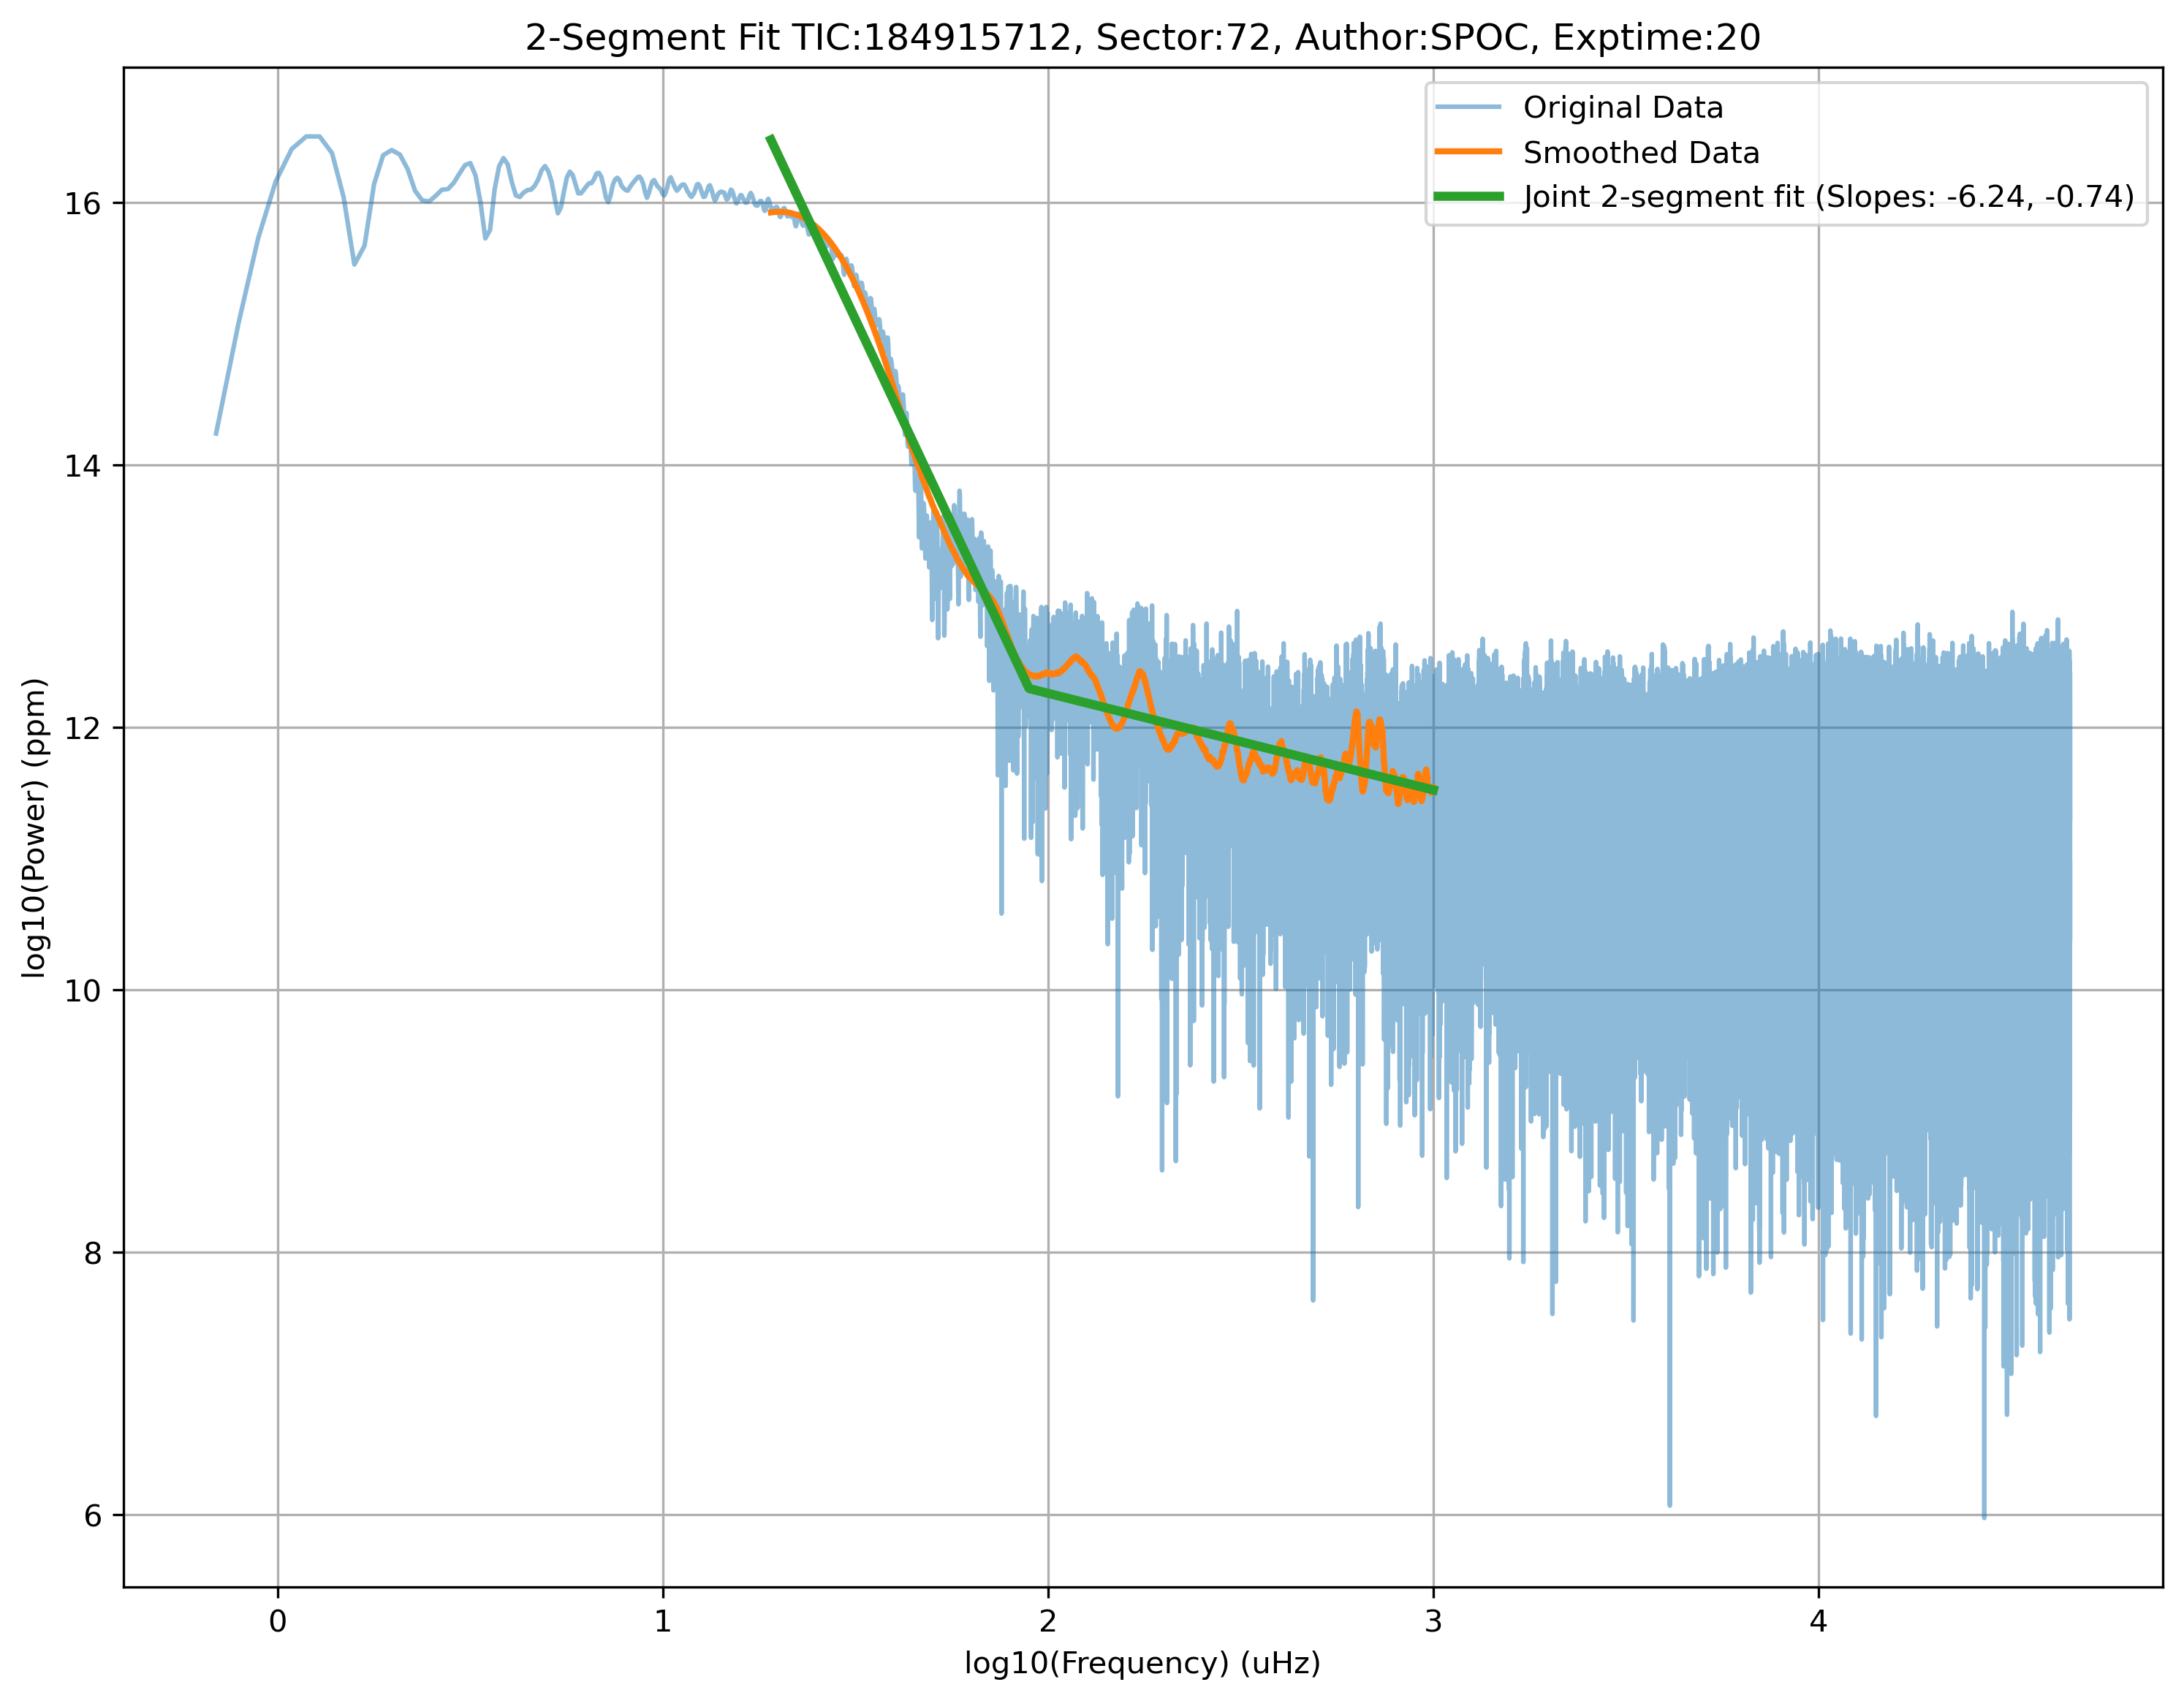 2-Segment Fit TIC:184915712, Sector:72, Author:SPOC, Exptime:20
Original Data
Smoothed Data
Joint 2-segment fit (Slopes: -6.24, -0.74)
log10(Power) (ppm)
16
14
12
10
8
6
0 1 2 3 4
log10(Frequency) (uHz)